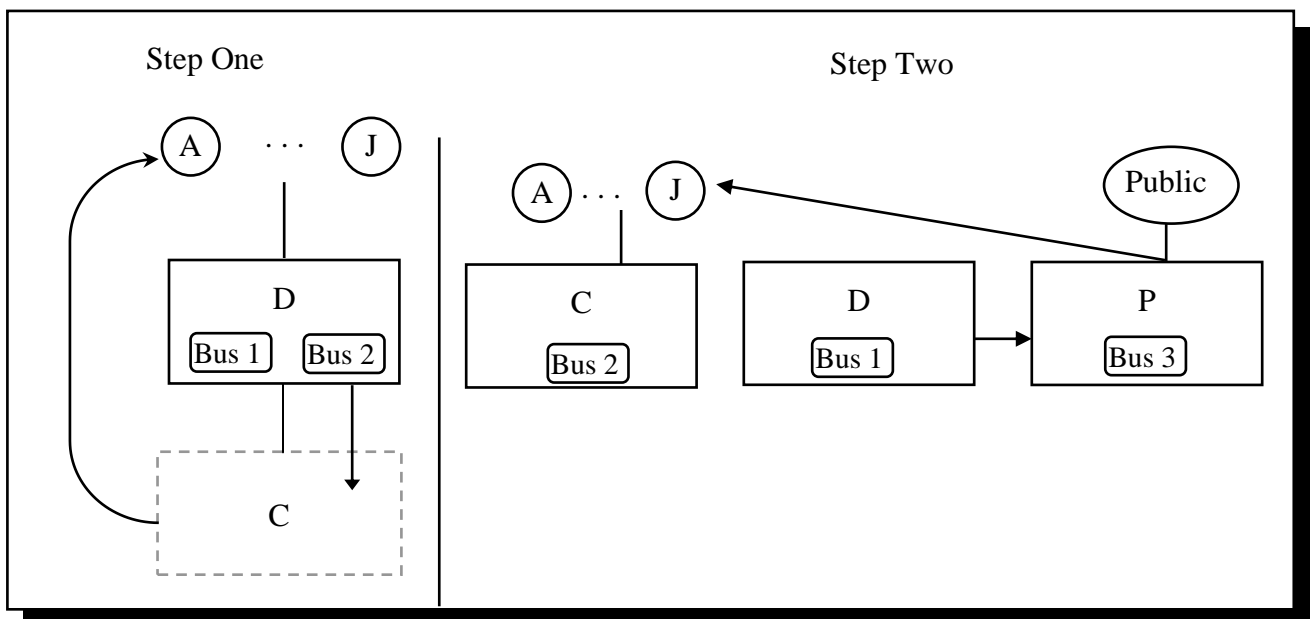 Step One
A . . . J
D
Bus 1 Bus 2
C
Step Two
A . . . J
Public
C
Bus 2
D
Bus 1
P
Bus 3